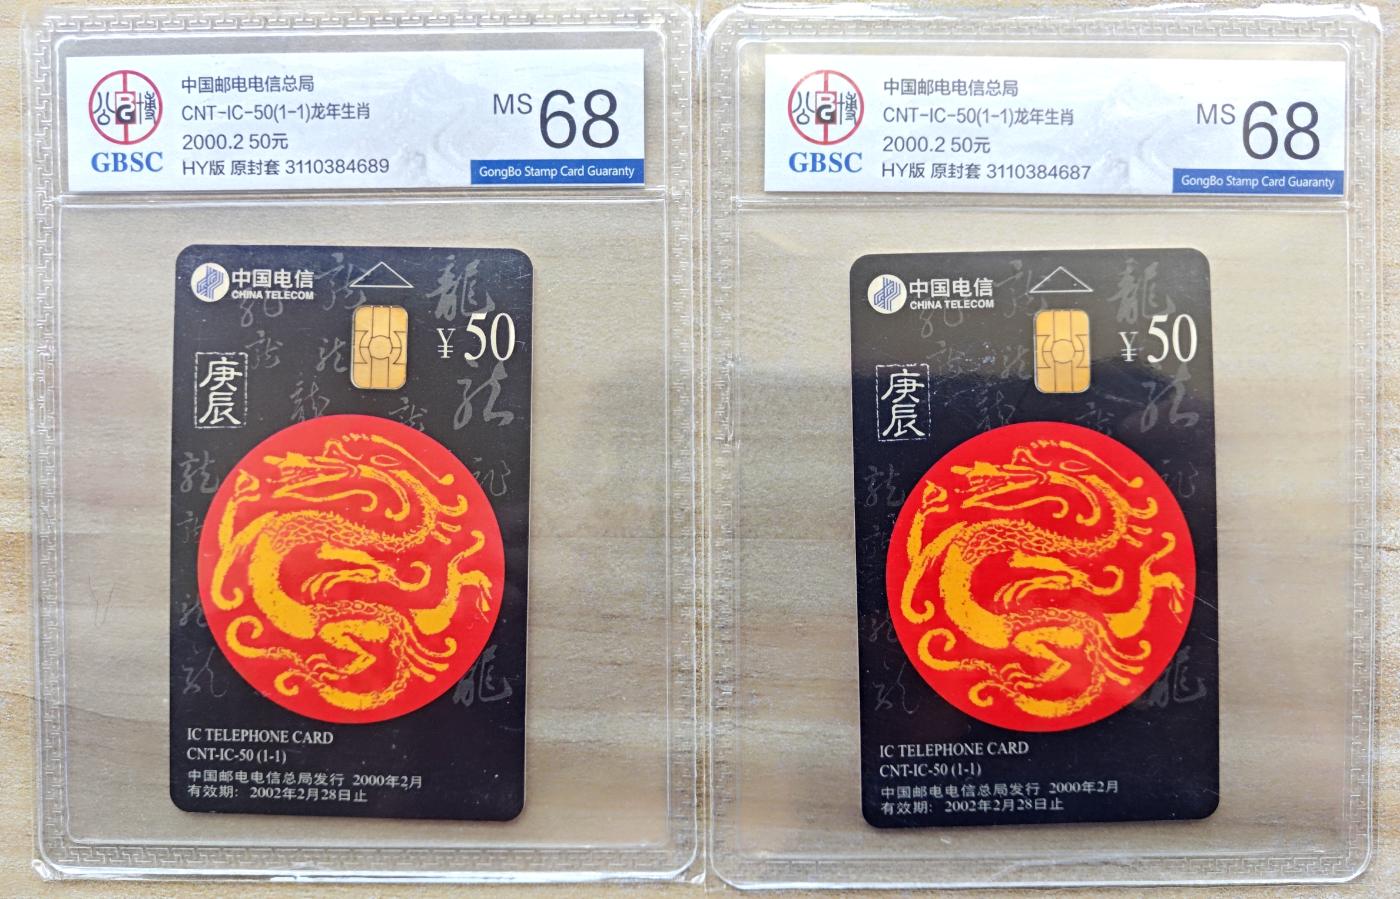 公 G 博
GBSC
中国邮电电信总局
CNT-IC-50(1-1)龙年生肖
2000.2 50元
HY版 原封套 3110384689
MS 68
GongBo Stamp Card Guaranty
中国电信
CHINA TELECOM
¥50
庚辰
龍
IC TELEPHONE CARD
CNT-IC-50 (1-1)
中国邮电电信总局发行 2000年2月
有效期: 2002年2月28日止
公 G 博
GBSC
中国邮电电信总局
CNT-IC-50(1-1)龙年生肖
2000.2 50元
HY版 原封套 3110384687
MS 68
GongBo Stamp Card Guaranty
中国电信
CHINA TELECOM
¥50
庚辰
龍
IC TELEPHONE CARD
CNT-IC-50 (1-1)
中国邮电电信总局发行 2000年2月
有效期: 2002年2月28日止